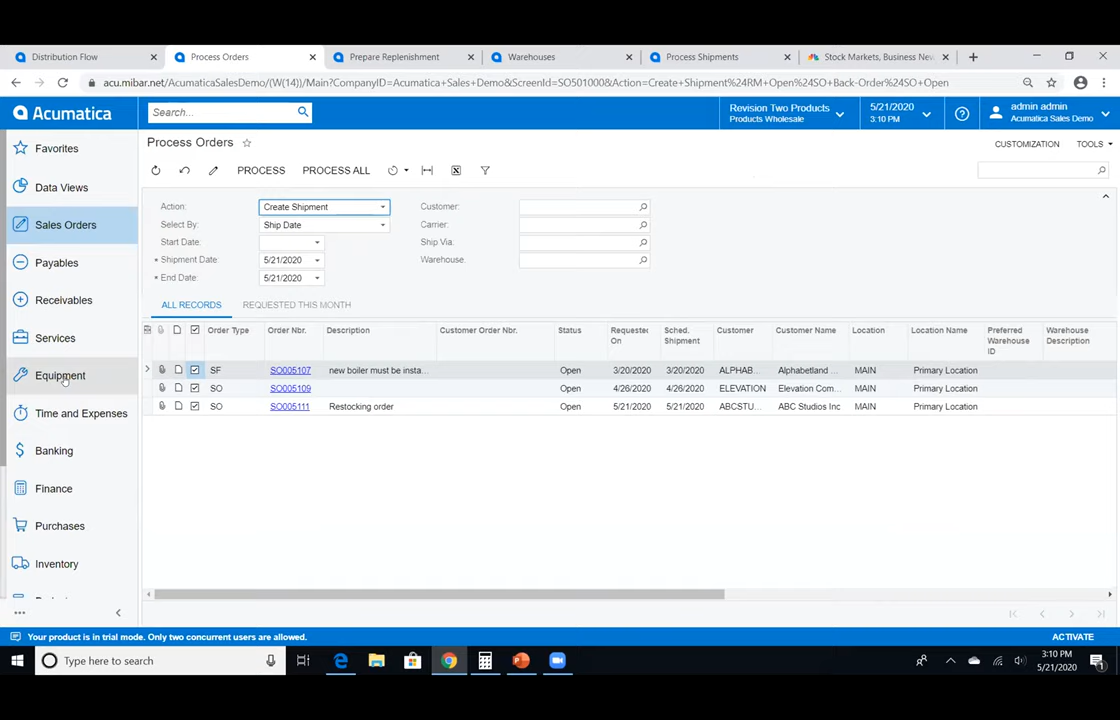 Distribution Flow
Process Orders
Prepare Replenishment
Warehouses
Process Shipments
Stock Markets, Business New
acu.mibar.net/AcumaticaSalesDemo/(W(14))/Main?CompanyID=Acumatica+Sales+Demo&ScreenId=SO501000&Action=Create+Shipment%24RM+Open+SO+Back-Order%24SO+Open
Acumatica
Search...
Revision Two Products
Products Wholesale
5/21/2020
3:10 PM
admin admin
Acumatica Sales Demo
Favorites
Data Views
Sales Orders
Payables
Receivables
Services
Equipment
Time and Expenses
Banking
Finance
Purchases
Inventory
Process Orders
CUSTOMIZATION
TOOLS
PROCESS
PROCESS ALL
Action: Create Shipment
Customer:
Select By: Ship Date
Carrier:
Start Date:
Ship Via:
* Shipment Date: 5/21/2020
Warehouse:
* End Date: 5/21/2020
ALL RECORDS
REQUESTED THIS MONTH
Order Type
Order Nbr.
Description
Customer Order Nbr.
Status
Requested On
Sched. Shipment
Customer
Customer Name
Location
Location Name
Preferred Warehouse ID
Warehouse Description
SF SO005107 new boiler must be insta... Open 3/20/2020 3/20/2020 ALPHAB... Alphabetland ... MAIN Primary Location
SO SO005109 Open 4/26/2020 4/26/2020 ELEVATION Elevation Com... MAIN Primary Location
SO SO005111 Restocking order Open 5/21/2020 5/21/2020 ABCSTU... ABC Studios Inc MAIN Primary Location
Your product is in trial mode. Only two concurrent users are allowed.
ACTIVATE
Type here to search
3:10 PM
5/21/2020